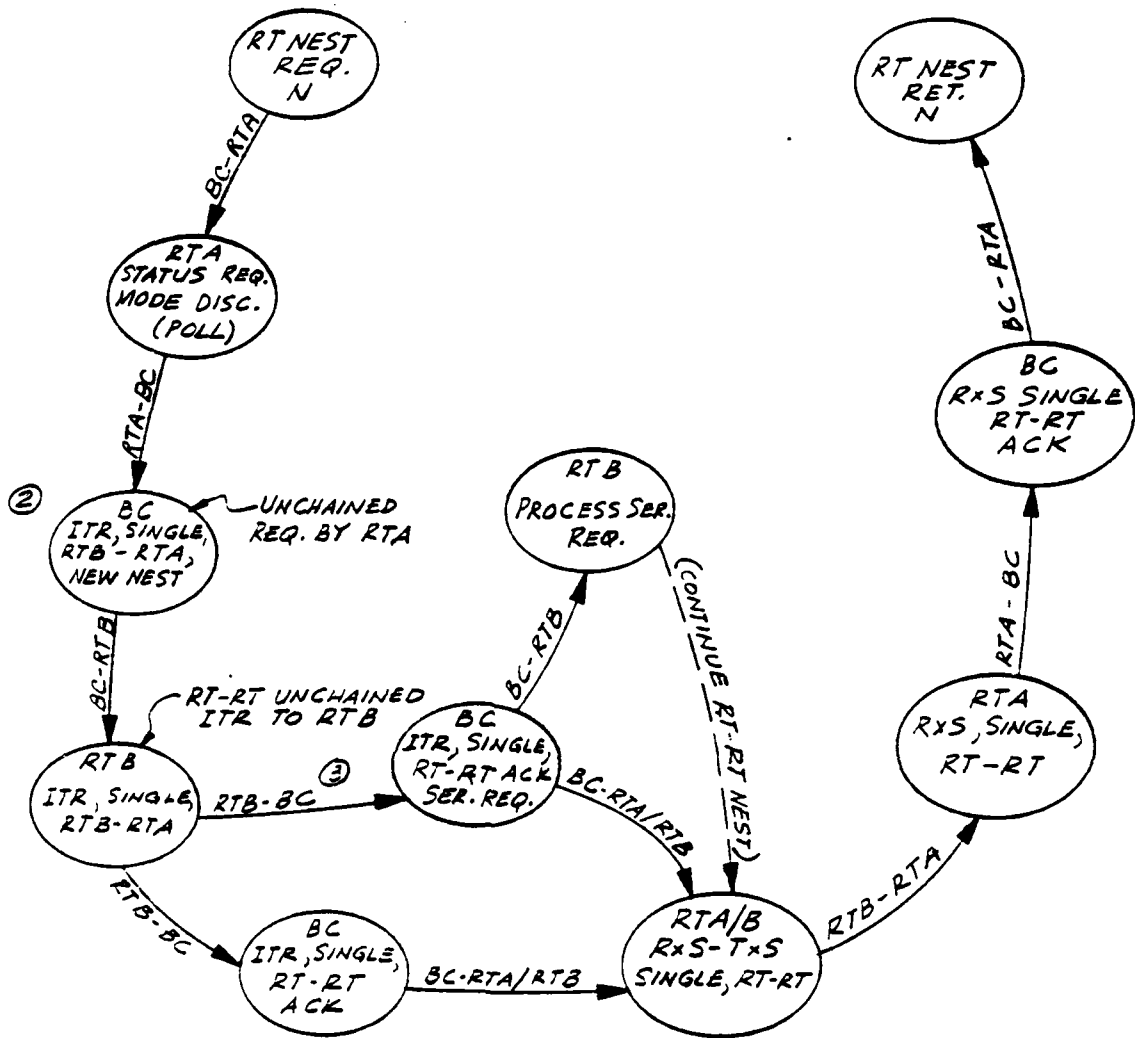 RT NEST
REQ.
N
RT NEST
RET.
N
BC-RTA
BC-RTA
RTA
STATUS REQ.
MODE DISC.
(POLL)
RTA-BC
BC
RxS SINGLE
RT-RT
ACK
②
BC
ITR, SINGLE,
RTB-RTA,
NEW NEST
UNCHAINED
REQ. BY RTA
RTB
PROCESS SER.
REQ.
BC-RTB
BC-RTB
(CONTINUE RT-RT NEST)
RTA-BC
RT-RT UNCHAINED
ITR TO RTB
RTB
ITR, SINGLE,
RTB-RTA
RTB-BC
③
BC
ITR, SINGLE,
RT-RT ACK
SER. REQ.
BC-RTA/RTB
RTA
RxS, SINGLE,
RT-RT
RTB-BC
BC
ITR, SINGLE,
RT-RT
ACK
BC-RTA/RTB
RTA/B
RxS-TxS
SINGLE, RT-RT
RTB-RTA